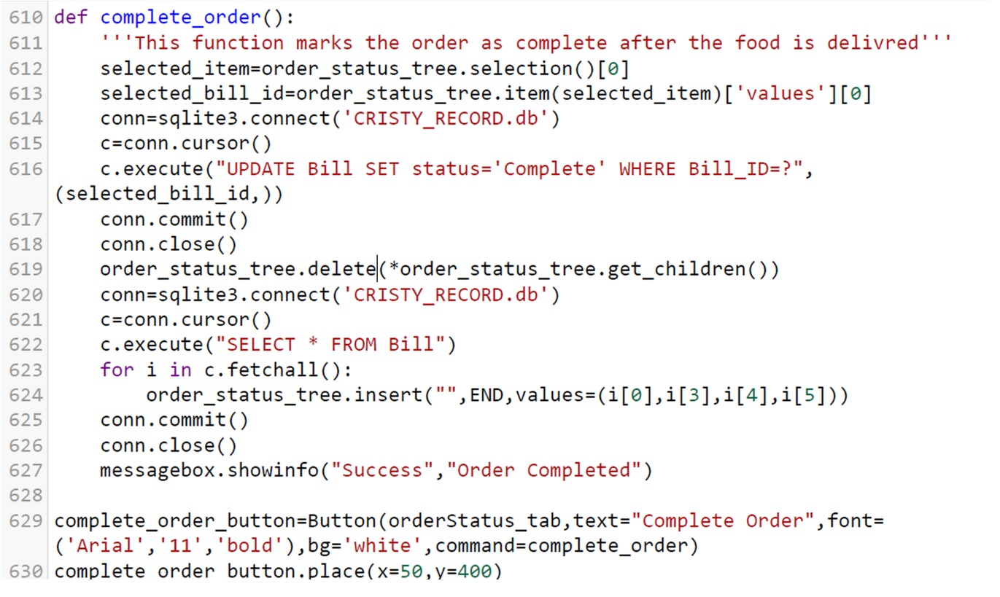 610 def complete_order():
611     '''This function marks the order as complete after the food is delivred'''
612     selected_item=order_status_tree.selection()[0]
613     selected_bill_id=order_status_tree.item(selected_item)['values'][0]
614     conn=sqlite3.connect('CRISTY_RECORD.db')
615     c=conn.cursor()
616     c.execute("UPDATE Bill SET status='Complete' WHERE Bill_ID=?",
(selected_bill_id,))
617     conn.commit()
618     conn.close()
619     order_status_tree.delete(*order_status_tree.get_children())
620     conn=sqlite3.connect('CRISTY_RECORD.db')
621     c=conn.cursor()
622     c.execute("SELECT * FROM Bill")
623     for i in c.fetchall():
624         order_status_tree.insert("",END,values=(i[0],i[3],i[4],i[5]))
625     conn.commit()
626     conn.close()
627     messagebox.showinfo("Success","Order Completed")
628
629 complete_order_button=Button(orderStatus_tab,text="Complete Order",font=
('Arial','11','bold'),bg='white',command=complete_order)
630 complete_order_button.place(x=50,y=400)